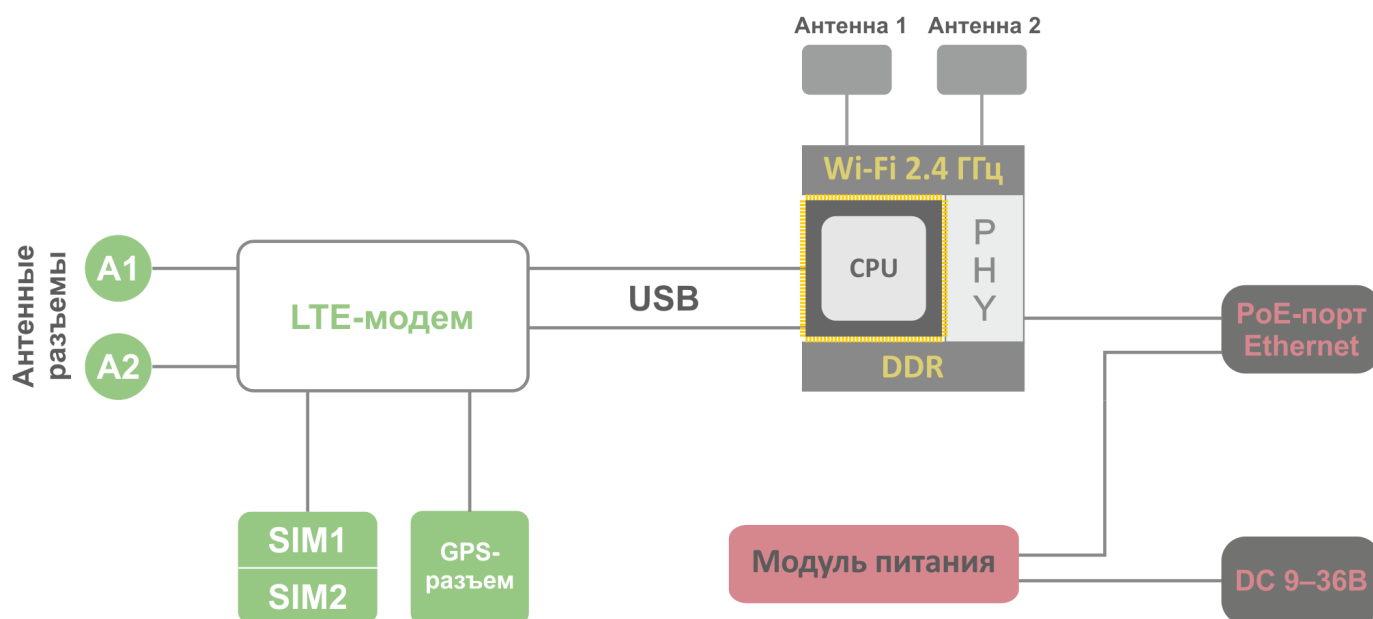 Антенна 1
Антенна 2
Wi-Fi 2.4 ГГц
CPU
P
H
Y
DDR
Антенные
разъемы
A1
A2
LTE-модем
USB
PoE-порт
Ethernet
SIM1
SIM2
GPS-
разъем
Модуль питания
DC 9–36В